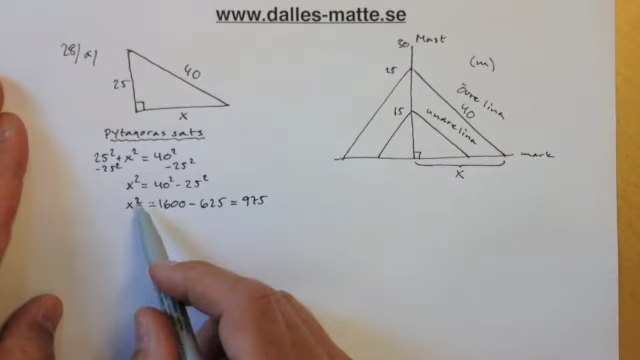 www.dalles-matte.se
28/a)
25
40
x
Pytagoras sats
25² + x² = 40²
-25² -25²
x² = 40² - 25²
x² = 1600 - 625 = 975
30 Mast
(m)
25
Övre lina
40
15
undre lina
mark
x